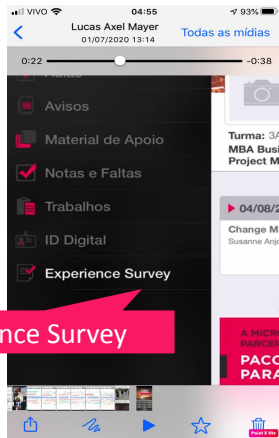 VIVO 04:55 93%
Lucas Axel Mayer
01/07/2020 13:14
Todas as mídias
0:22 -0:38
Avisos
Material de Apoio
Notas e Faltas
Trabalhos
ID Digital
Experience Survey
nce Survey
Turma: 3A
MBA Busi
Project M
04/08/2
Change M
Susanne Anjo
A MICR
PARCER
PACO
PARA